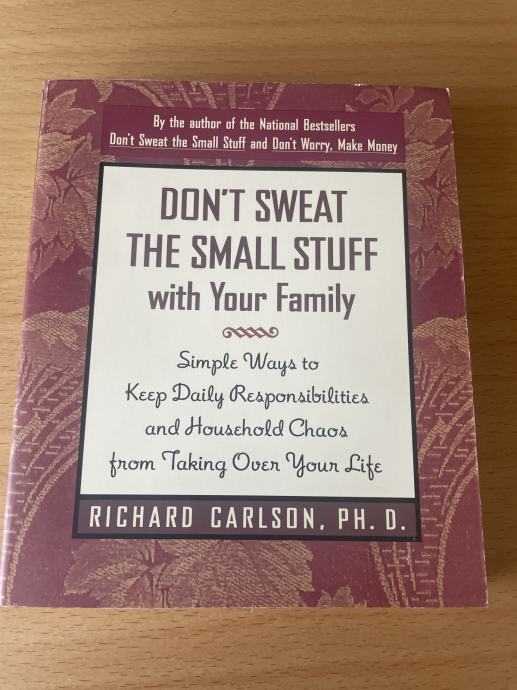 By the author of the National Bestsellers
Don't Sweat the Small Stuff and Don't Worry, Make Money
DON'T SWEAT
THE SMALL STUFF
with Your Family
Simple Ways to
Keep Daily Responsibilities
and Household Chaos
from Taking Over Your Life
RICHARD CARLSON, PH. D.